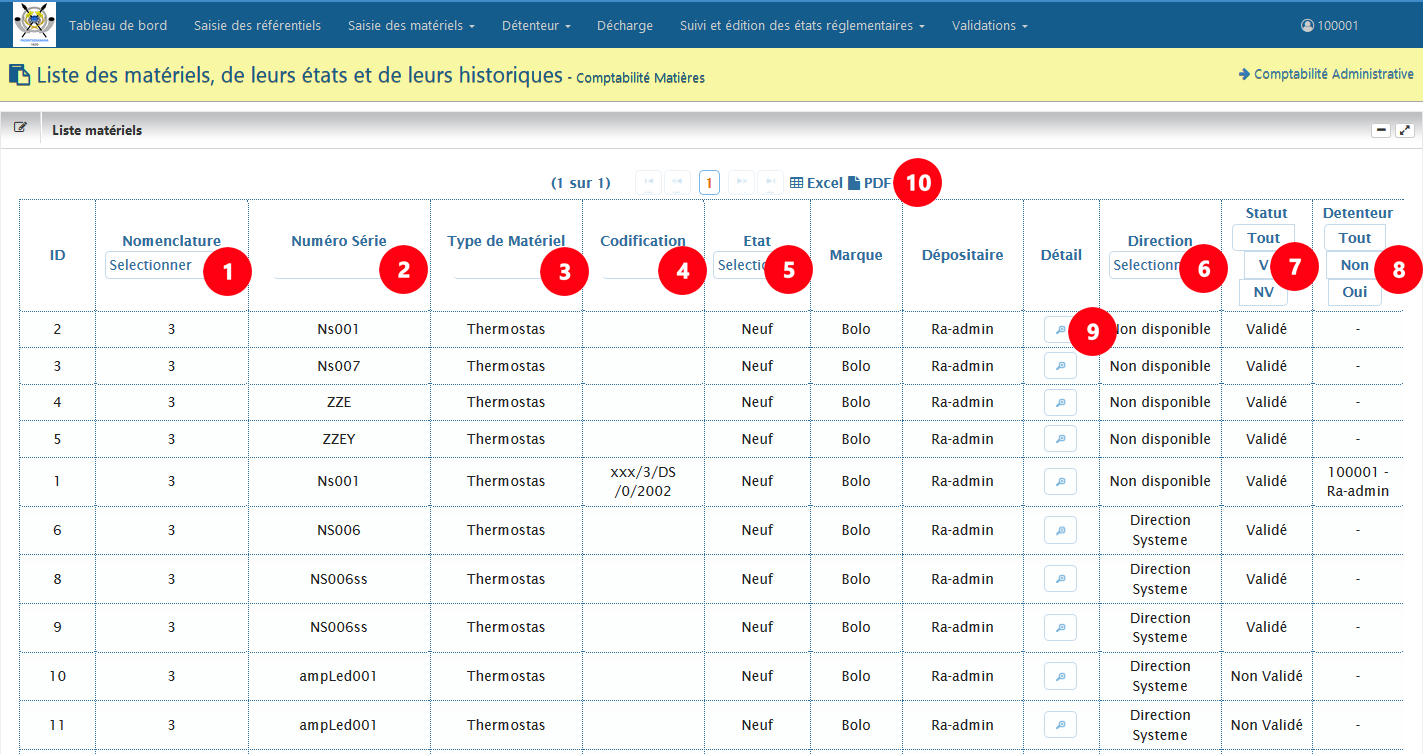 Tableau de bord Saisie des référentiels Saisie des matériels Détenteur Décharge Suivi et édition des états réglementaires Validations 100001
Liste des matériels, de leurs états et de leurs historiques - Comptabilité Matières Comptabilité Administrative
Liste matériels
(1 sur 1) 1 Excel PDF 10
Statut Detenteur
ID Nomenclature Numéro Série Type de Matériel Codification Etat Marque Dépositaire Détail Direction Tout Tout
Selectionner 1 2 3 4 Selectio 5 Selectionn 6 V 7 Non 8
NV Oui
2 3 Ns001 Thermostas Neuf Bolo Ra-admin 9 Non disponible Validé -
3 3 Ns007 Thermostas Neuf Bolo Ra-admin Non disponible Validé -
4 3 ZZE Thermostas Neuf Bolo Ra-admin Non disponible Validé -
5 3 ZZEY Thermostas Neuf Bolo Ra-admin Non disponible Validé -
1 3 Ns001 Thermostas xxx/3/DS /0/2002 Neuf Bolo Ra-admin Non disponible Validé 100001 - Ra-admin
6 3 NS006 Thermostas Neuf Bolo Ra-admin Direction Systeme Validé -
8 3 NS006ss Thermostas Neuf Bolo Ra-admin Direction Systeme Validé -
9 3 NS006ss Thermostas Neuf Bolo Ra-admin Direction Systeme Validé -
10 3 ampLed001 Thermostas Neuf Bolo Ra-admin Direction Systeme Non Validé -
11 3 ampLed001 Thermostas Neuf Bolo Ra-admin Direction Systeme Non Validé -